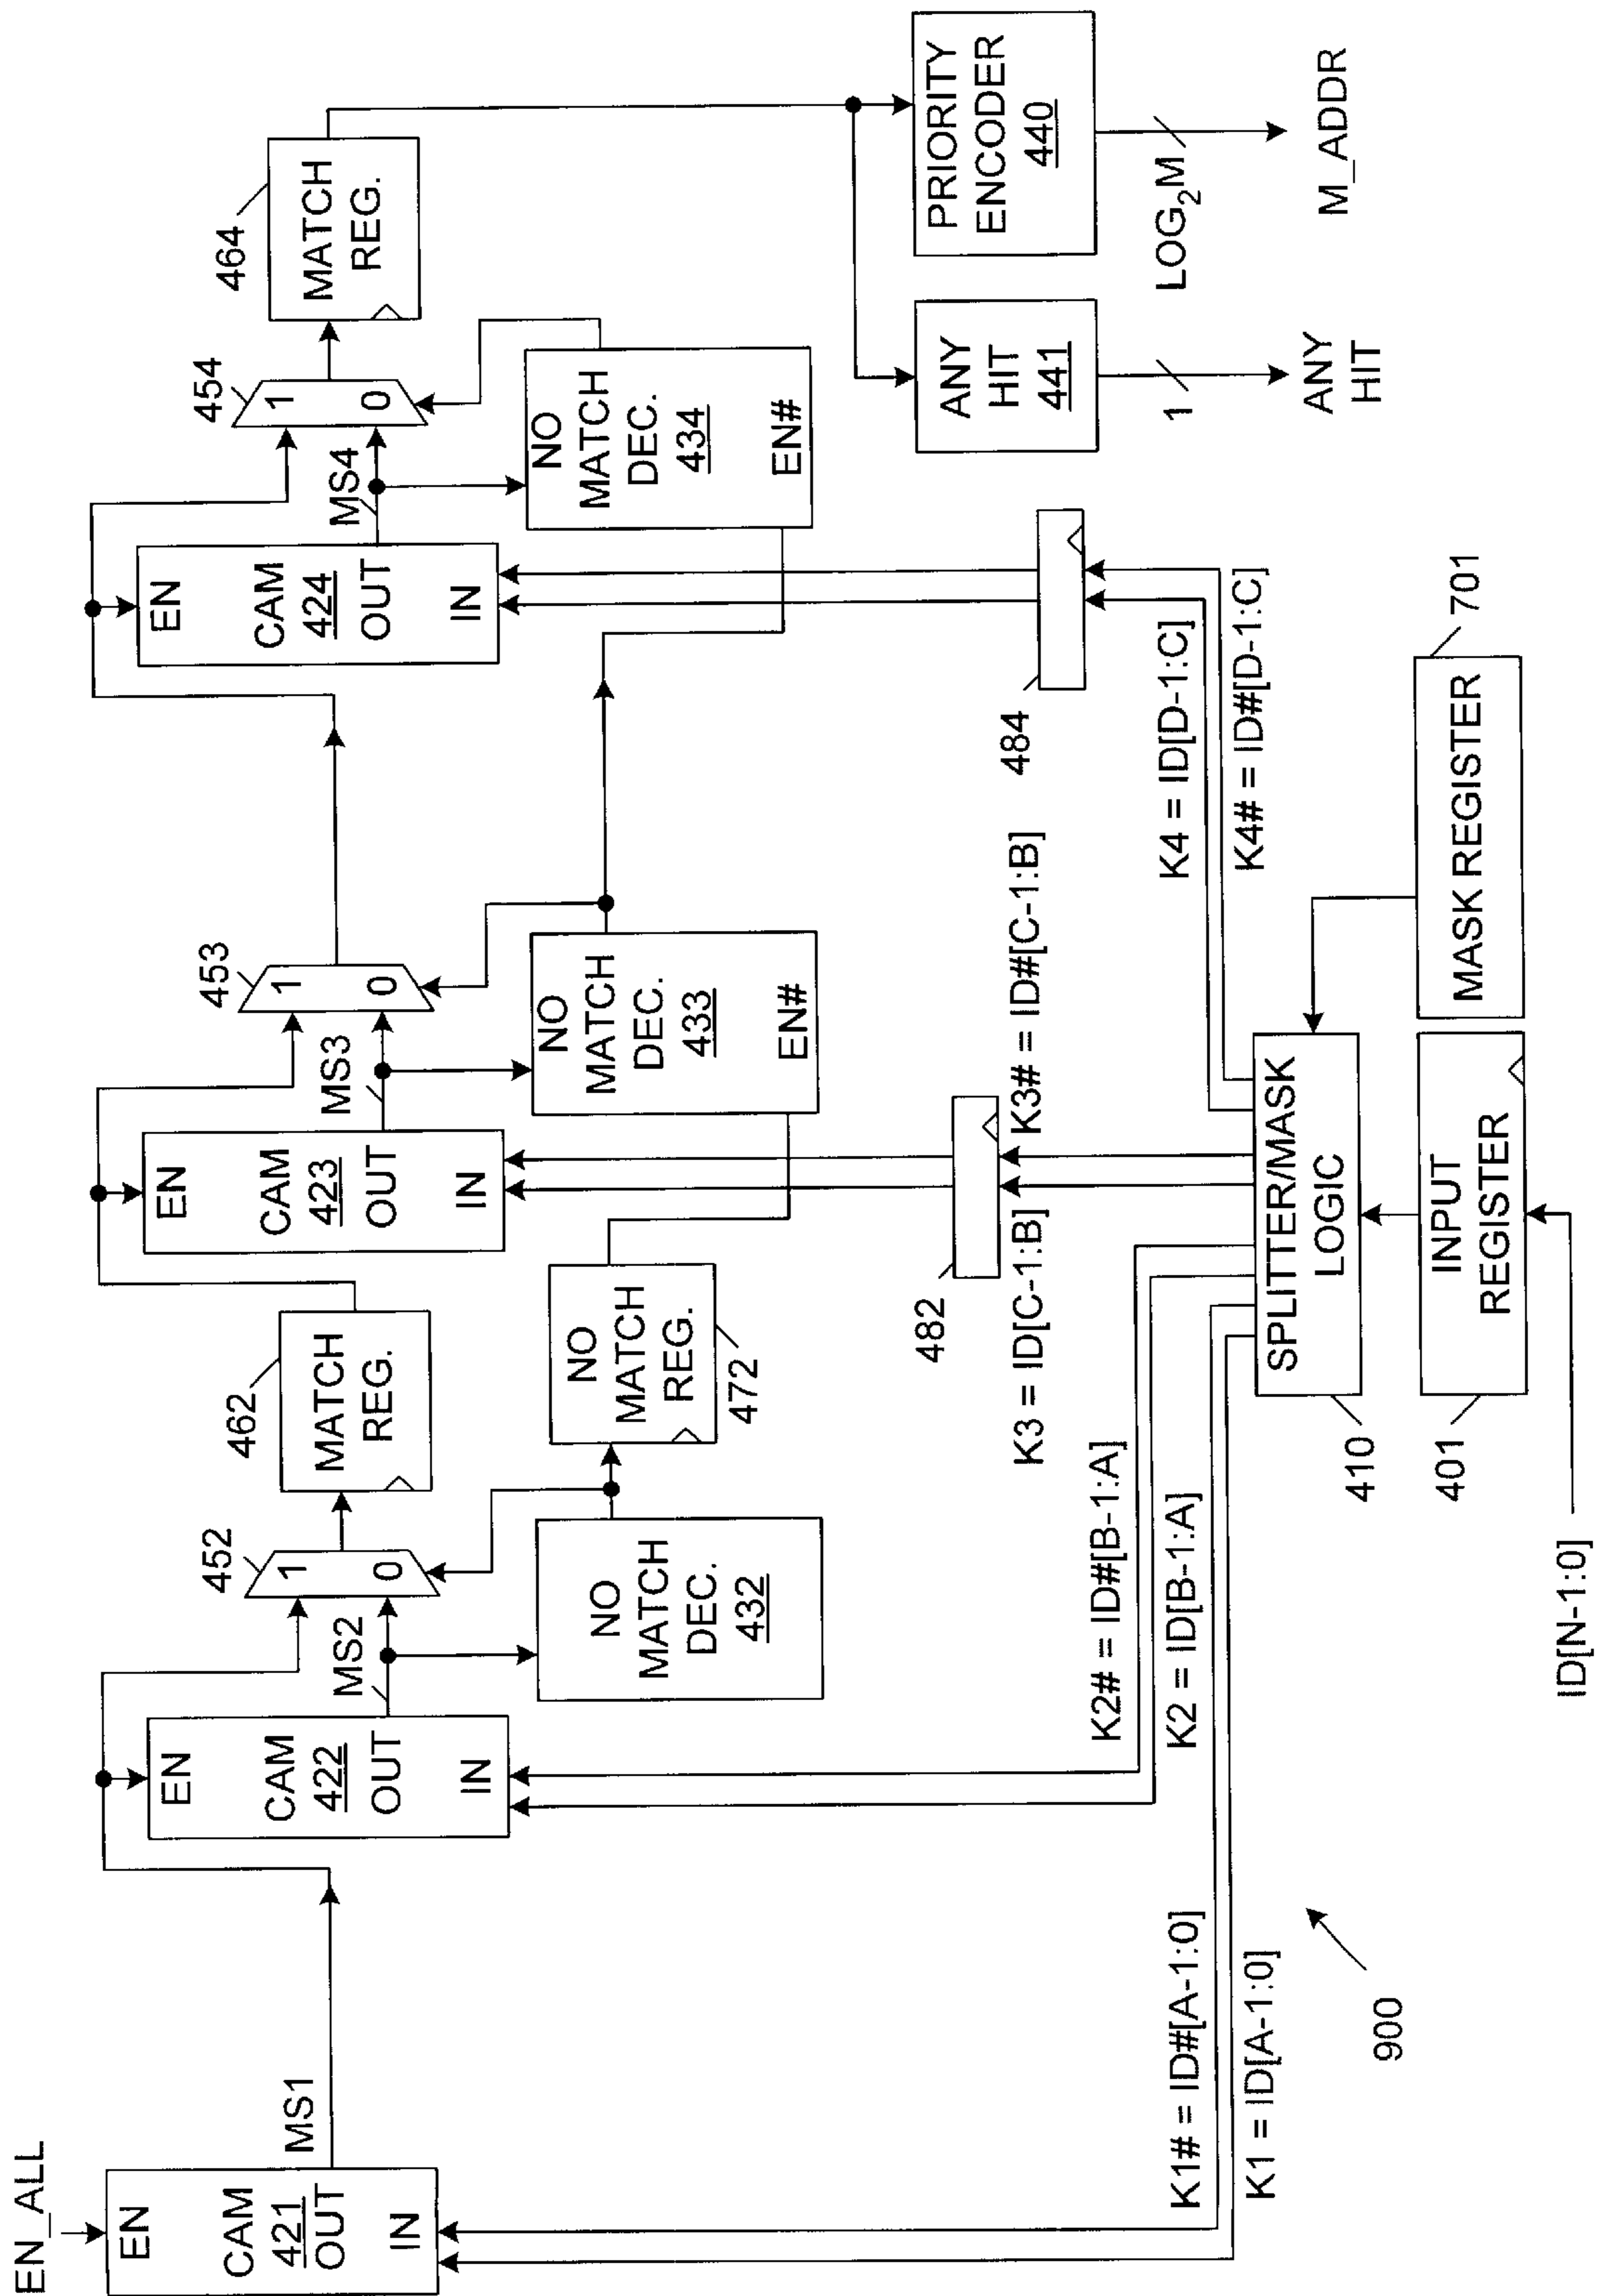 EN_ALL
EN
CAM
421
OUT
IN
MS1
EN
CAM
422
OUT
IN
MS2
452
1
0
NO
MATCH
DEC.
432
462
MATCH
REG.
NO
MATCH
REG.
472
EN
CAM
423
OUT
IN
MS3
453
1
0
NO
MATCH
DEC.
433
EN#
EN
CAM
424
OUT
IN
MS4
454
1
0
NO
MATCH
DEC.
434
EN#
464
MATCH
REG.
ANY
HIT
441
1
ANY
HIT
PRIORITY
ENCODER
440
LOG₂M
M_ADDR
K1# = ID#[A-1:0]
K1 = ID[A-1:0]
K2# = ID#[B-1:A]
K2 = ID[B-1:A]
482
K3 = ID[C-1:B]
K3# = ID#[C-1:B]
484
K4 = ID[D-1:C]
K4# = ID#[D-1:C]
SPLITTER/MASK
LOGIC
410
INPUT
REGISTER
401
MASK REGISTER
701
ID[N-1:0]
900